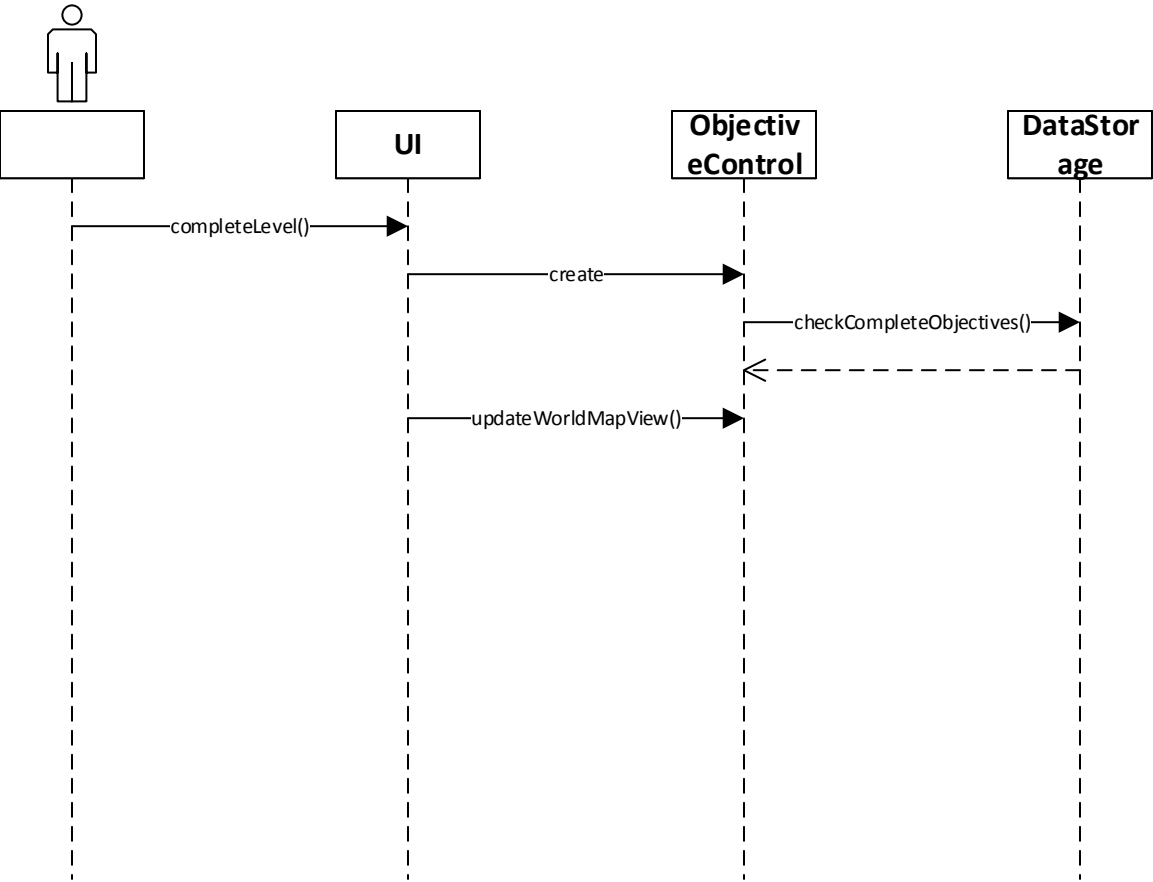 UI
Objectiv
eControl
DataStor
age
completeLevel()
create
checkCompleteObjectives()
updateWorldMapView()